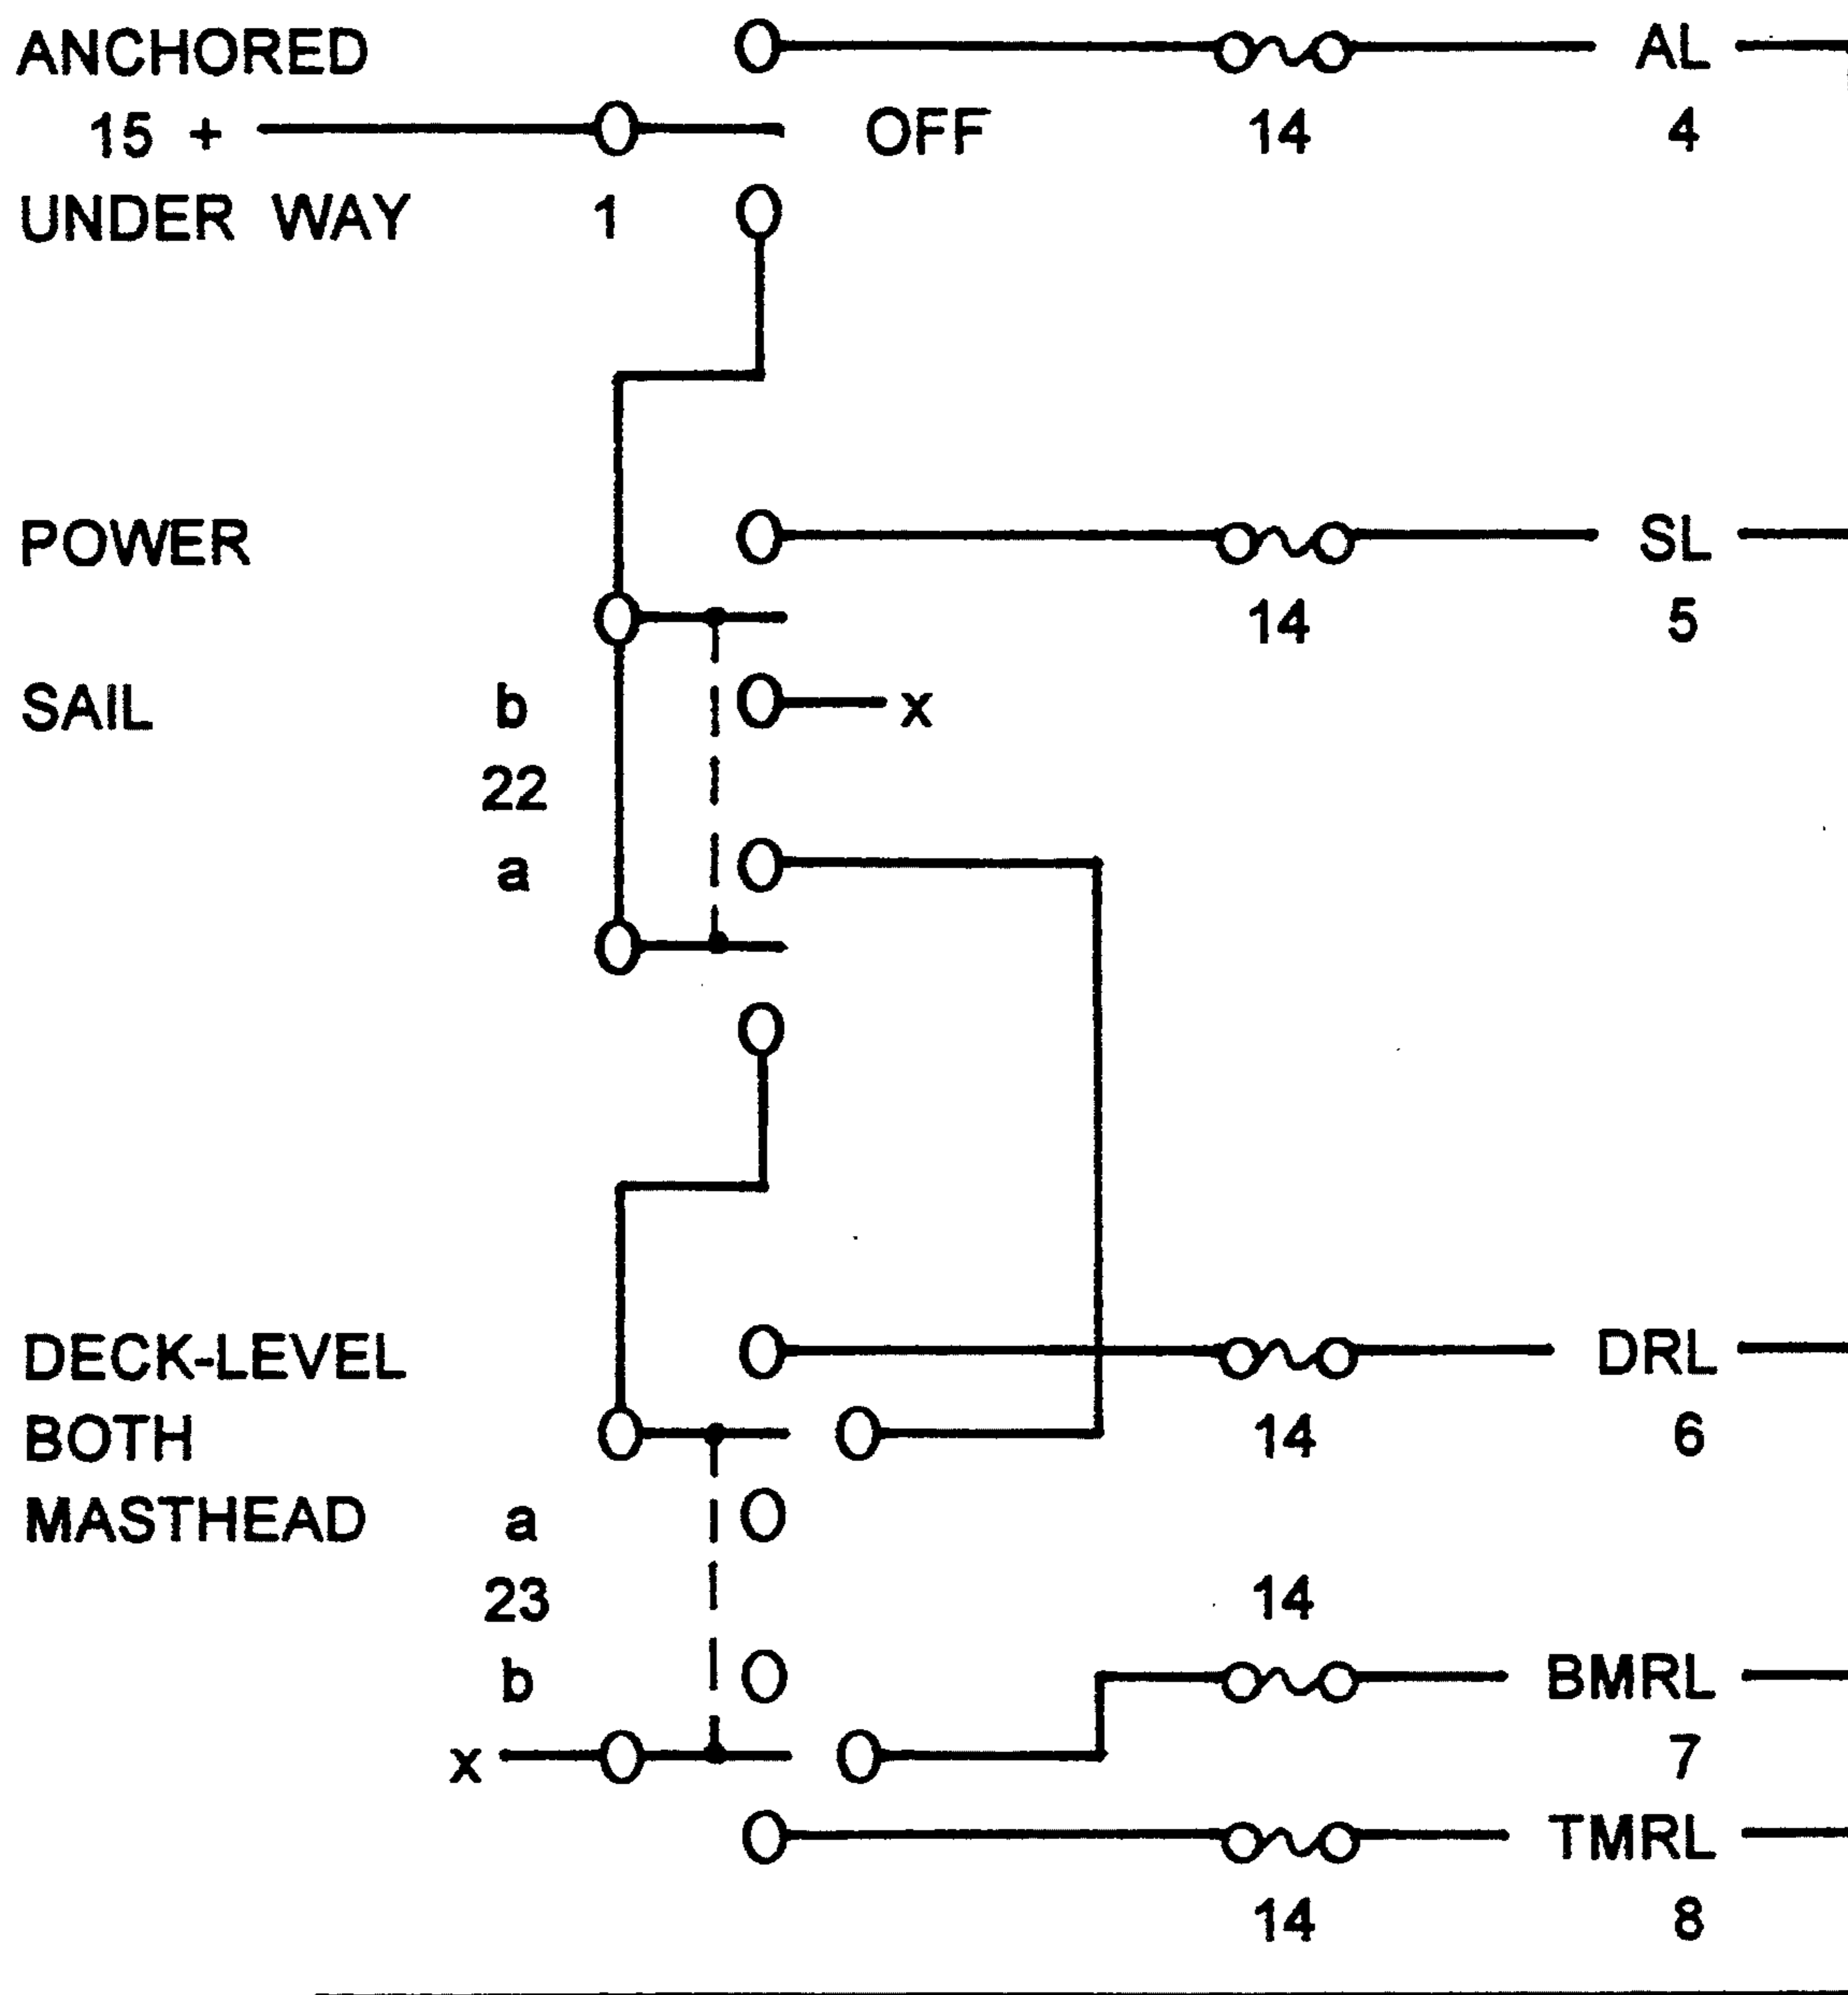 ANCHORED AL
15 + OFF 14 4
UNDER WAY 1
POWER SL
14 5
SAIL b x
22
a
DECK-LEVEL DRL
BOTH 14 6
MASTHEAD a
23 14
b BMRL
x 7
TMRL
14 8